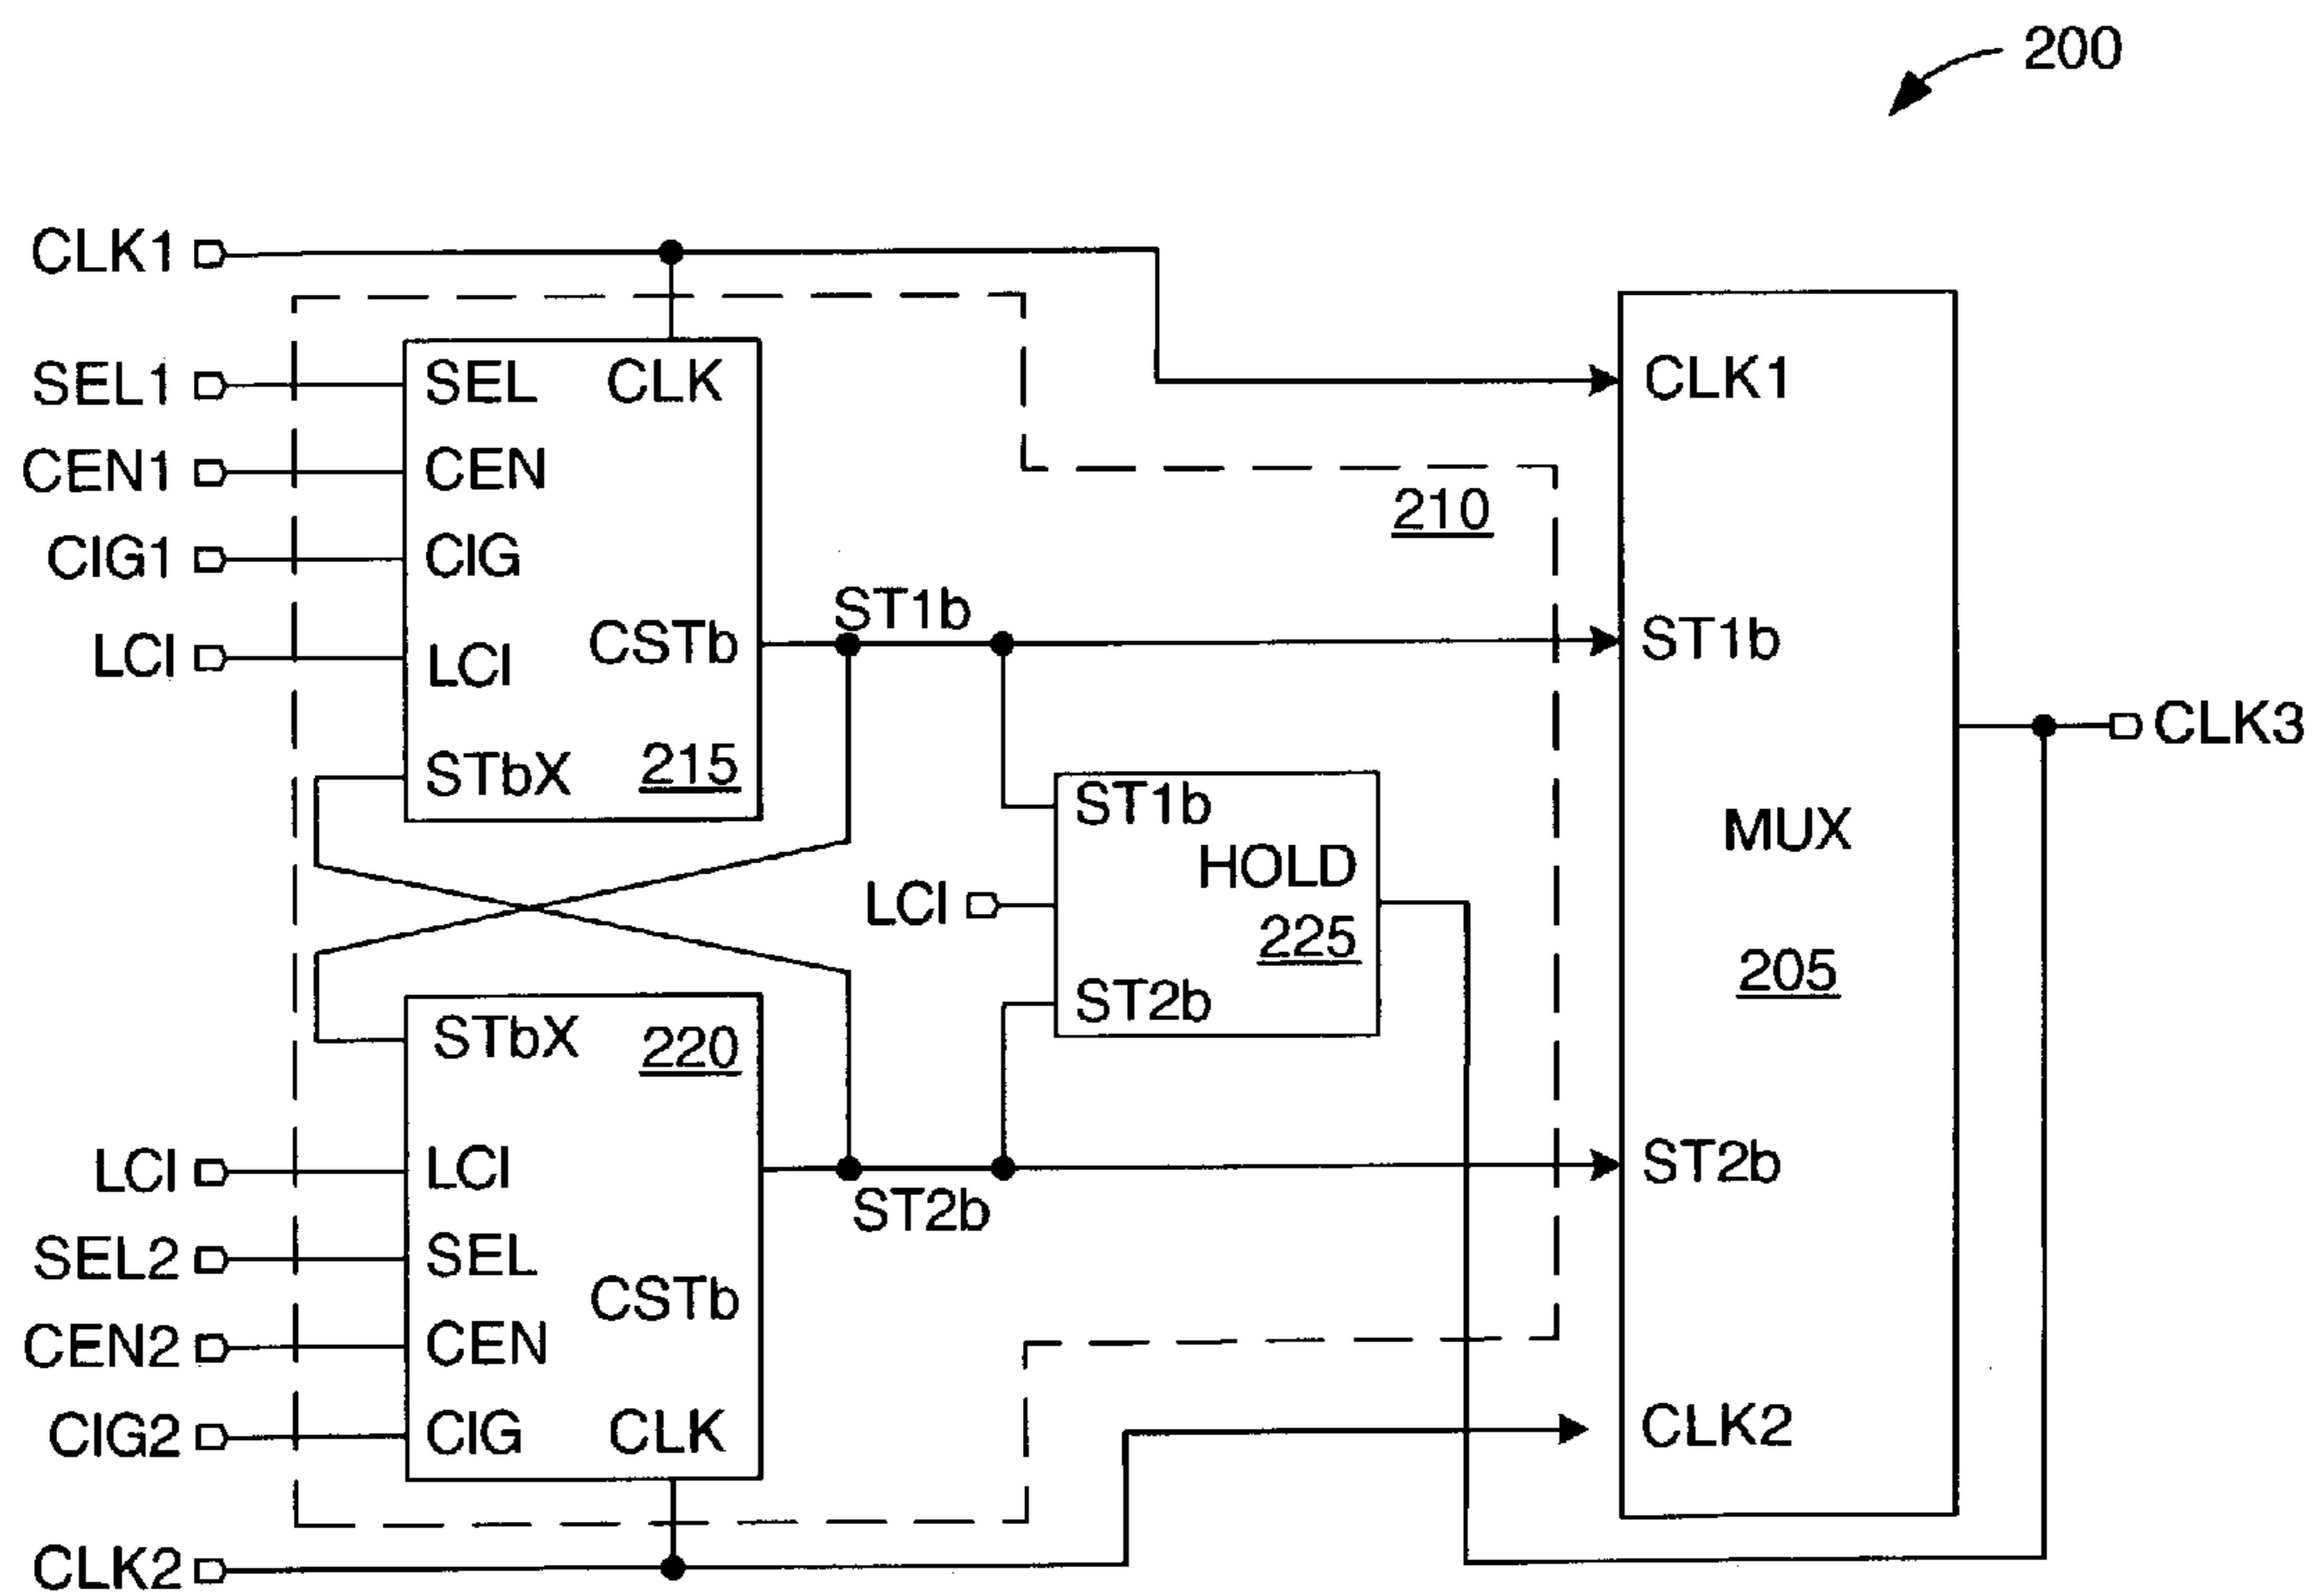 200
CLK1
SEL1
CEN1
CIG1
LCI
SEL
CLK
CEN
CIG
CSTb
LCI
STbX
215
ST1b
210
CLK1
ST1b
MUX
205
ST2b
CLK2
CLK3
ST1b
HOLD
225
ST2b
LCI
STbX
220
LCI
SEL
CSTb
CEN
CIG
CLK
ST2b
LCI
SEL2
CEN2
CIG2
CLK2